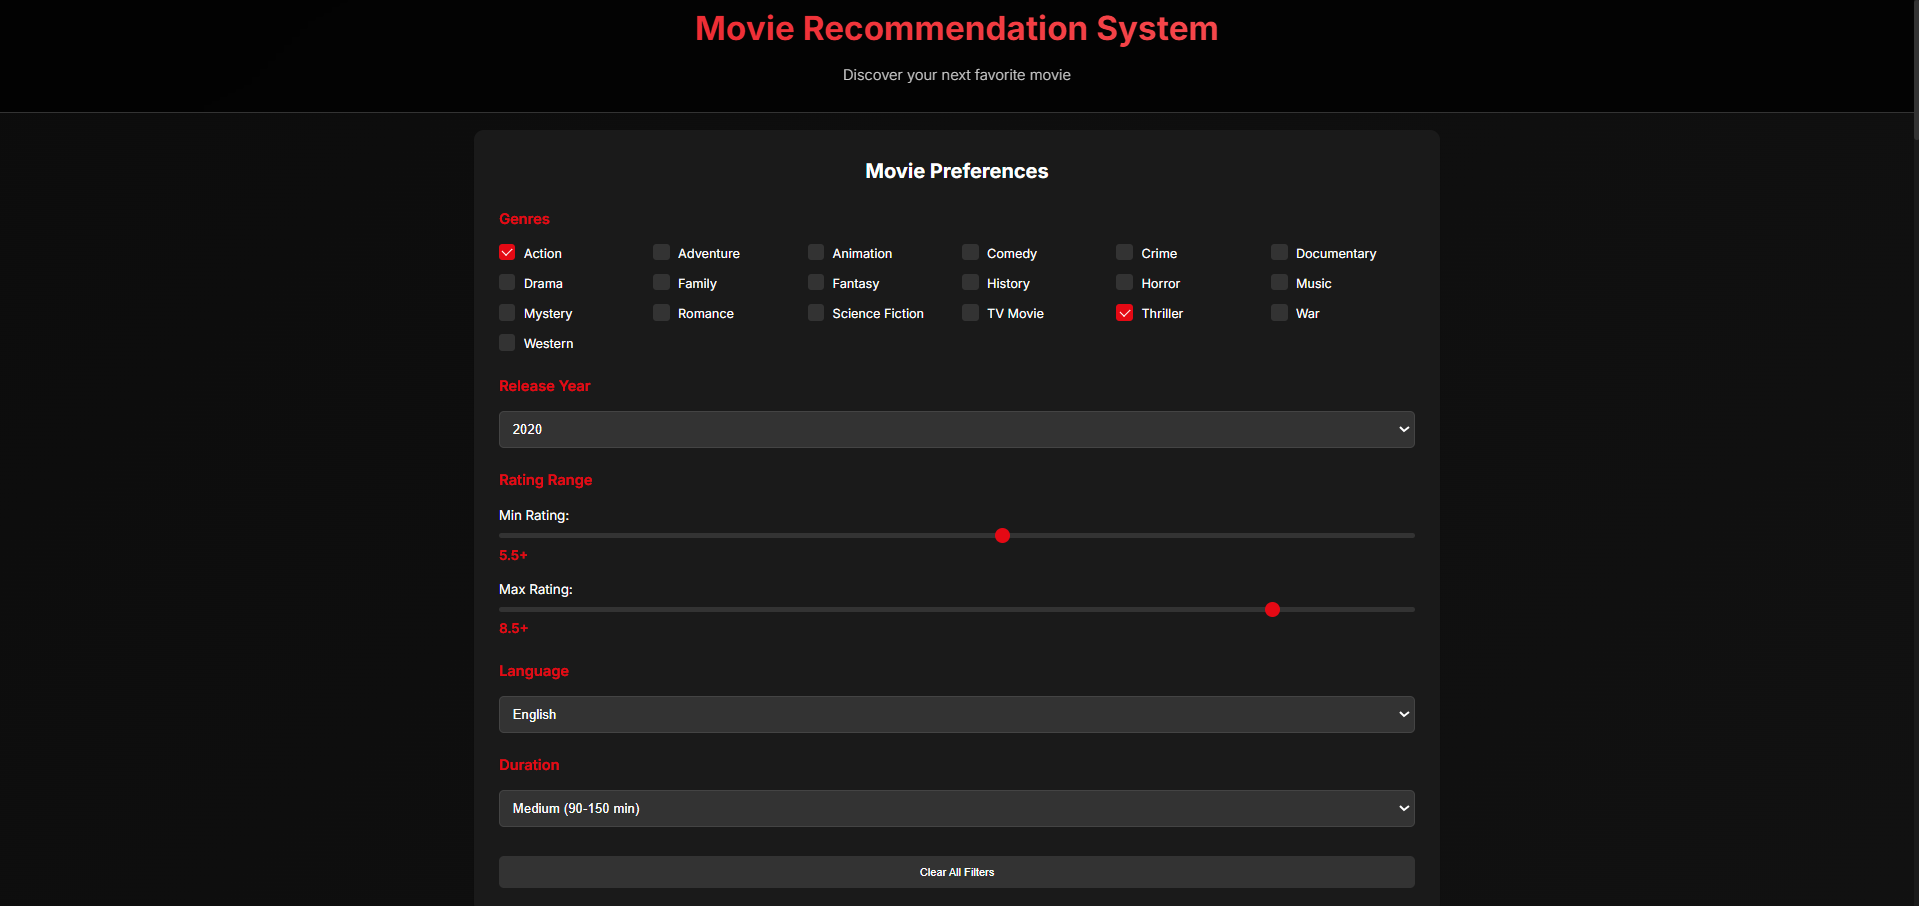 Movie Recommendation System
Discover your next favorite movie
Movie Preferences
Genres
Action Adventure Animation Comedy Crime Documentary
Drama Family Fantasy History Horror Music
Mystery Romance Science Fiction TV Movie Thriller War
Western
Release Year
2020
Rating Range
Min Rating:
5.5+
Max Rating:
8.5+
Language
English
Duration
Medium (90-150 min)
Clear All Filters